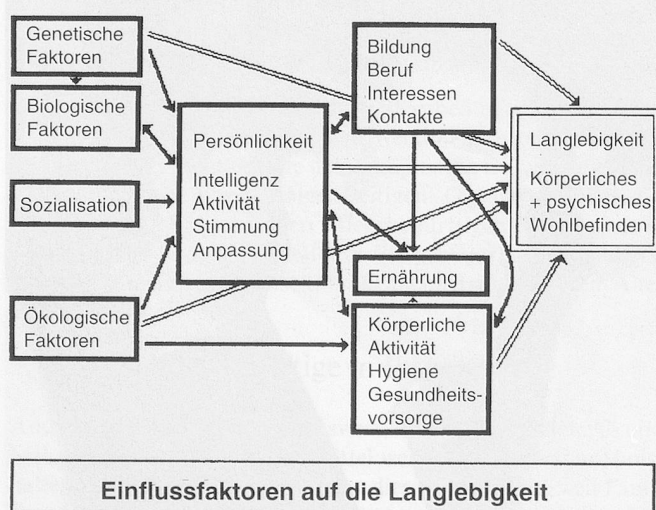 Genetische
Faktoren
Biologische
Faktoren
Sozialisation
Ökologische
Faktoren
Persönlichkeit
Intelligenz
Aktivität
Stimmung
Anpassung
Bildung
Beruf
Interessen
Kontakte
Ernährung
Körperliche
Aktivität
Hygiene
Gesundheits-
vorsorge
Langlebigkeit
Körperliches
+ psychisches
Wohlbefinden
Einflussfaktoren auf die Langlebigkeit